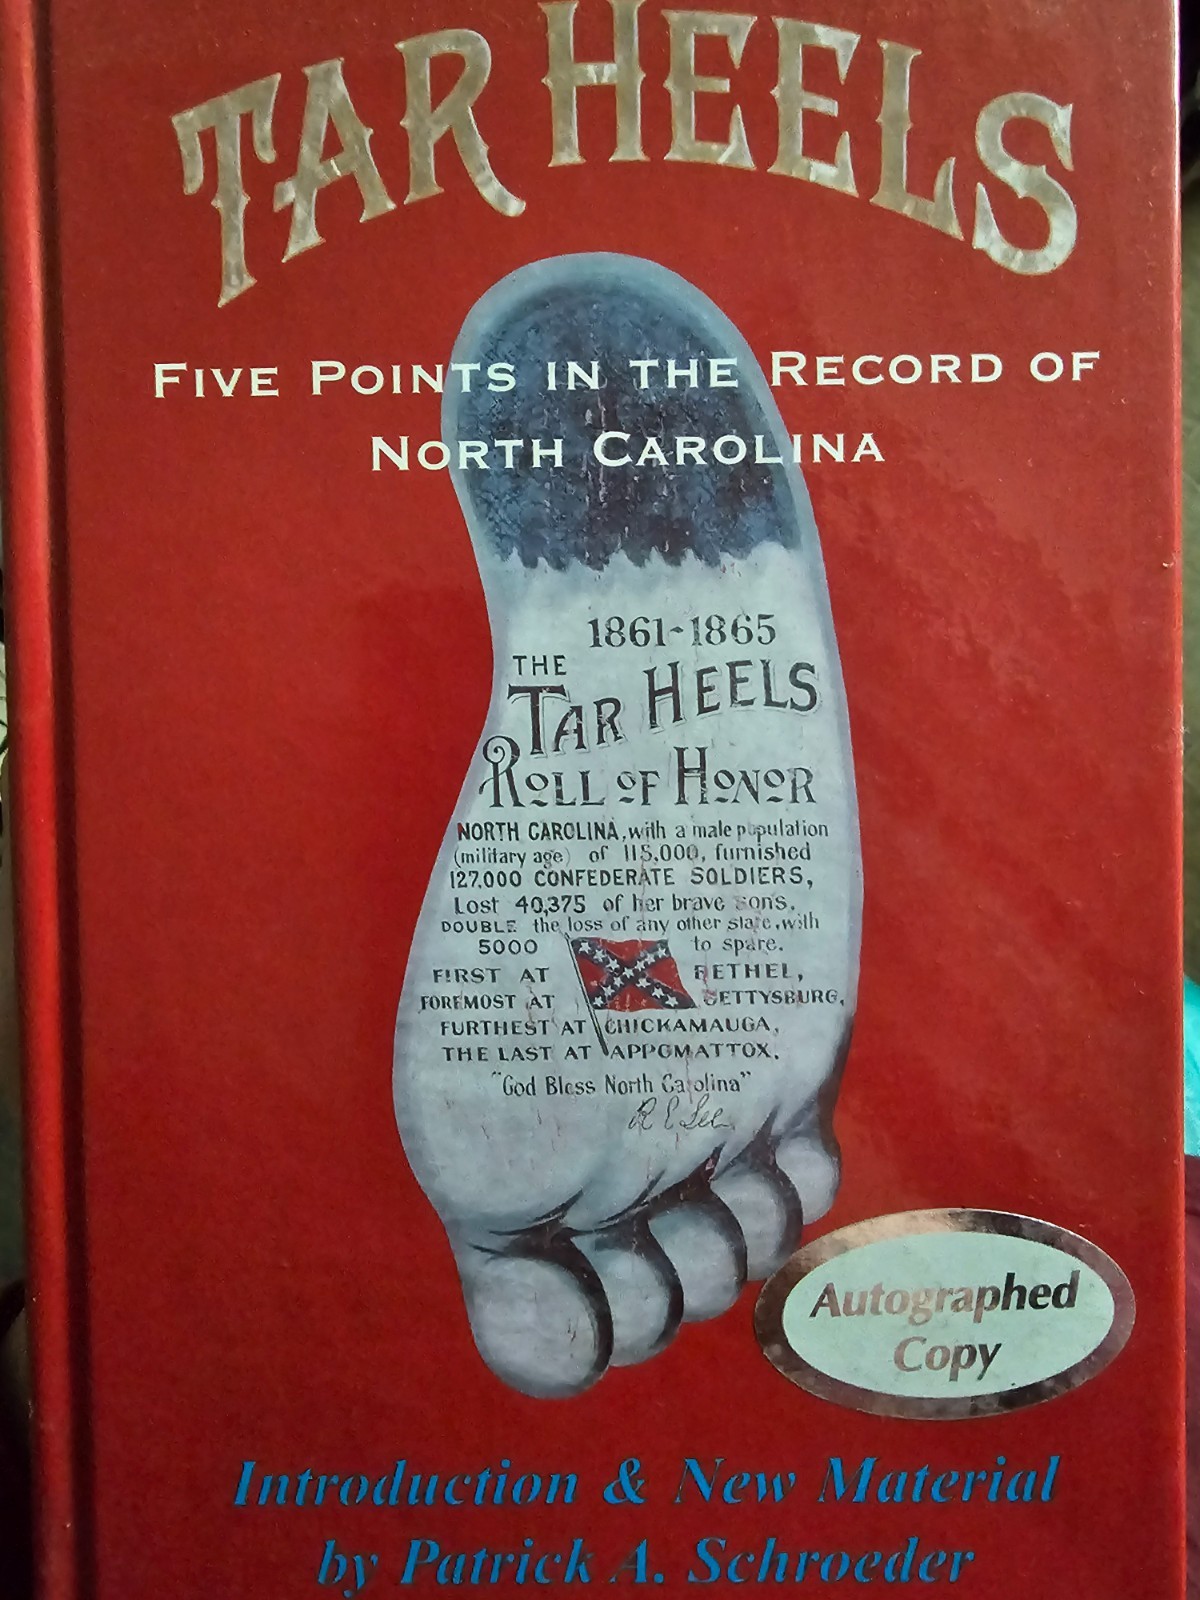 TAR HEELS
FIVE POINTS IN THE RECORD OF
NORTH CAROLINA
1861-1865
THE
TAR HEELS
ROLL OF HONOR
NORTH CAROLINA, with a male population
(military age) of 115,000, furnished
127,000 CONFEDERATE SOLDIERS,
Lost 40,375 of her brave sons.
DOUBLE the loss of any other state, with
5000 to spare.
FIRST AT BETHEL,
FOREMOST AT GETTYSBURG,
FURTHEST AT CHICKAMAUGA,
THE LAST AT APPOMATTOX.
"God Bless North Carolina"
R E Lee
Autographed
Copy
Introduction & New Material
by Patrick A. Schroeder